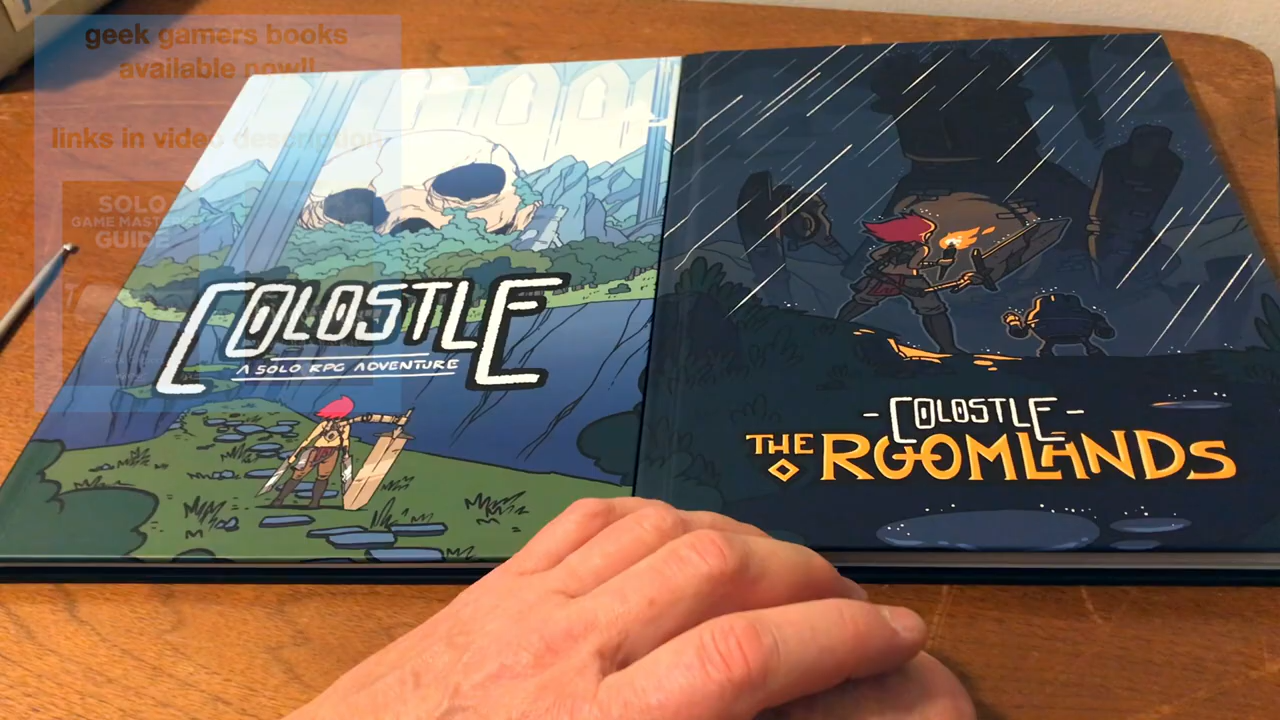 geek gamers books
available now!!
links in video description
SOLO
GAME MASTER'S
GUIDE
COLOSTLE
A SOLO RPG ADVENTURE
- COLOSTLE -
THE ROOMLANDS